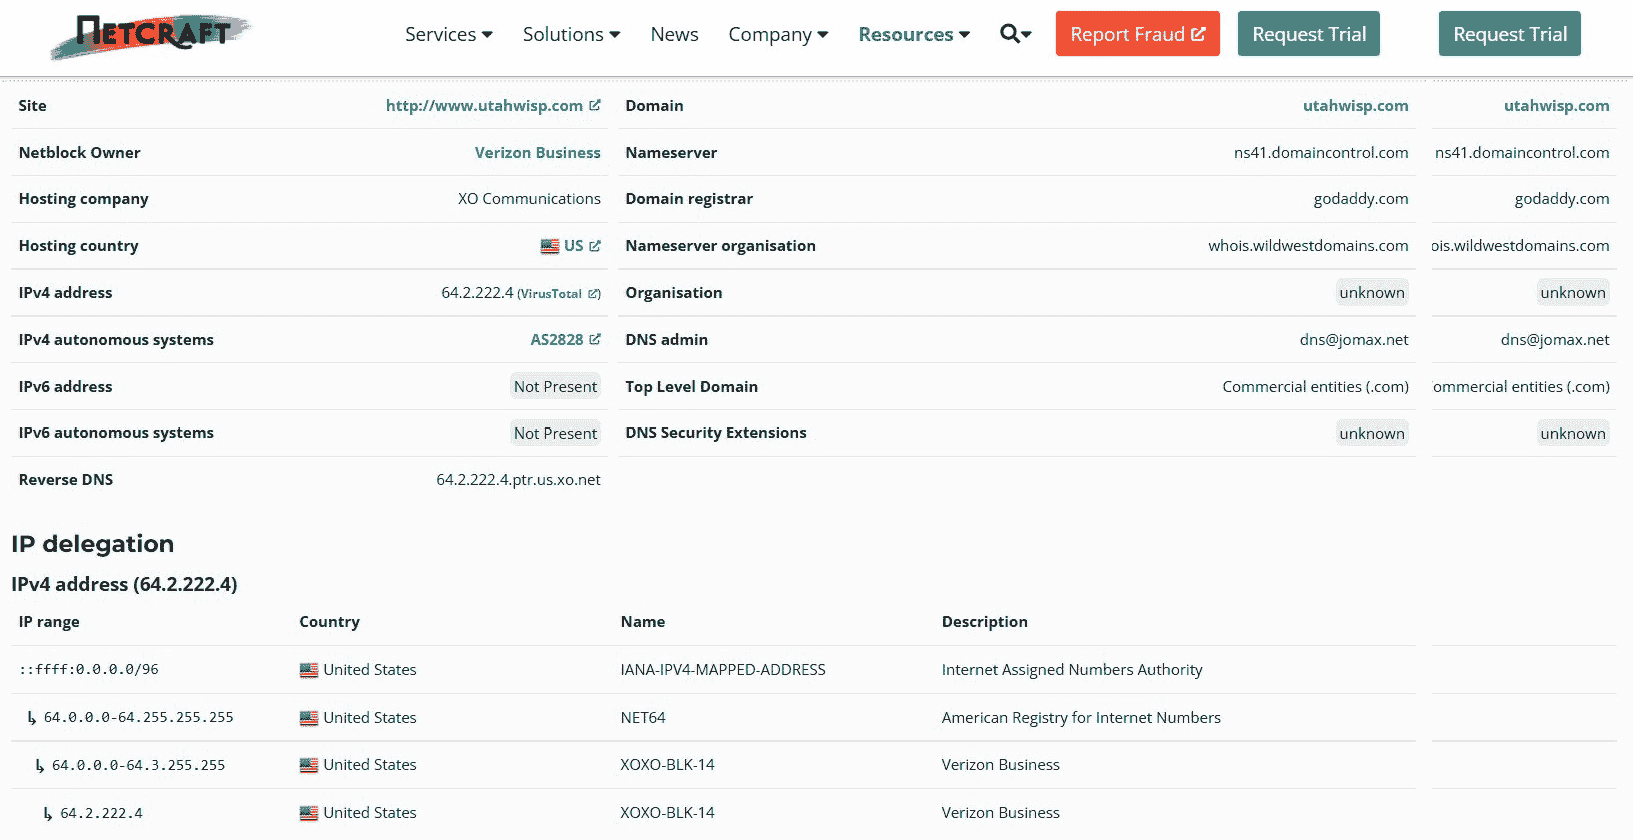 NETCRAFT Services Solutions News Company Resources Report Fraud Request Trial Request Trial
Site http://www.utahwisp.com Domain utahwisp.com utahwisp.com
Netblock Owner Verizon Business Nameserver ns41.domaincontrol.com ns41.domaincontrol.com
Hosting company XO Communications Domain registrar godaddy.com godaddy.com
Hosting country US Nameserver organisation whois.wildwestdomains.com ois.wildwestdomains.com
IPv4 address 64.2.222.4 (VirusTotal ) Organisation unknown unknown
IPv4 autonomous systems AS2828 DNS admin dns@jomax.net dns@jomax.net
IPv6 address Not Present Top Level Domain Commercial entities (.com) ommercial entities (.com)
IPv6 autonomous systems Not Present DNS Security Extensions unknown unknown
Reverse DNS 64.2.222.4.ptr.us.xo.net
IP delegation
IPv4 address (64.2.222.4)
IP range Country Name Description
::ffff:0.0.0.0/96 United States IANA-IPV4-MAPPED-ADDRESS Internet Assigned Numbers Authority
↳ 64.0.0.0-64.255.255.255 United States NET64 American Registry for Internet Numbers
↳ 64.0.0.0-64.3.255.255 United States XOXO-BLK-14 Verizon Business
↳ 64.2.222.4 United States XOXO-BLK-14 Verizon Business